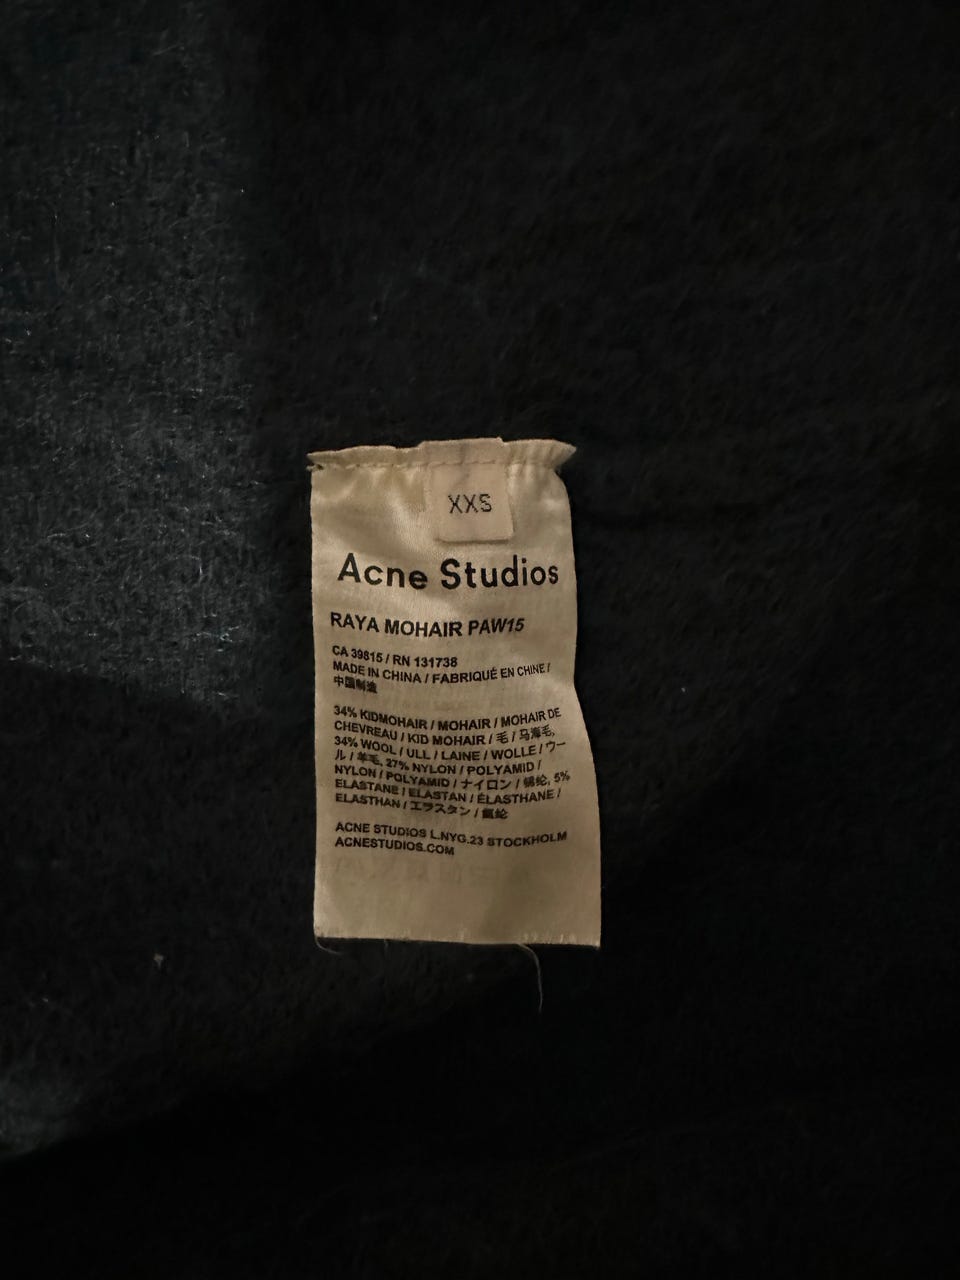 XXS
Acne Studios
RAYA MOHAIR PAW15
CA 39815 / RN 131738
MADE IN CHINA / FABRIQUÉ EN CHINE /
中国制造
34% KIDMOHAIR / MOHAIR / MOHAIR DE
CHEVREAU / KID MOHAIR / 毛 / 马海毛,
34% WOOL / ULL / LAINE / WOLLE / ウー
ル / 羊毛, 27% NYLON / POLYAMID /
NYLON / POLYAMID / ナイロン / 锦纶, 5%
ELASTANE / ELASTAN / ÉLASTHANE /
ELASTHAN / エラスタン / 氨纶
ACNE STUDIOS L.NYG.23 STOCKHOLM
ACNESTUDIOS.COM